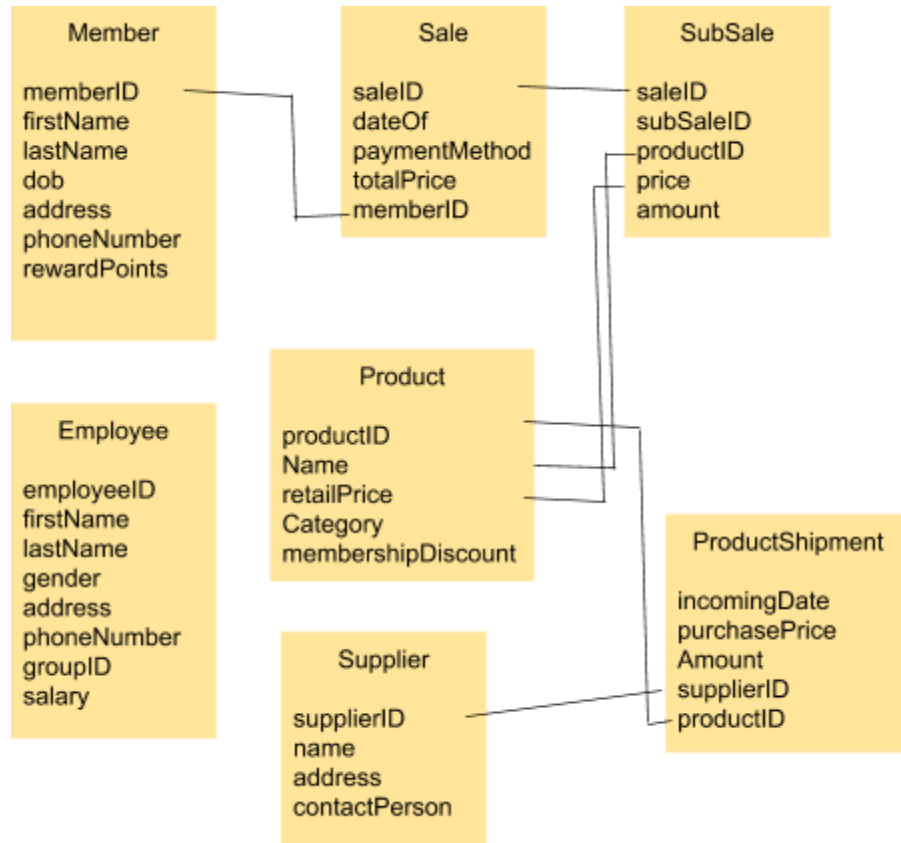 Member
memberID
firstName
lastName
dob
address
phoneNumber
rewardPoints
Sale
saleID
dateOf
paymentMethod
totalPrice
memberID
SubSale
saleID
subSaleID
productID
price
amount
Product
productID
Name
retailPrice
Category
membershipDiscount
Employee
employeeID
firstName
lastName
gender
address
phoneNumber
groupID
salary
Supplier
supplierID
name
address
contactPerson
ProductShipment
incomingDate
purchasePrice
Amount
supplierID
productID